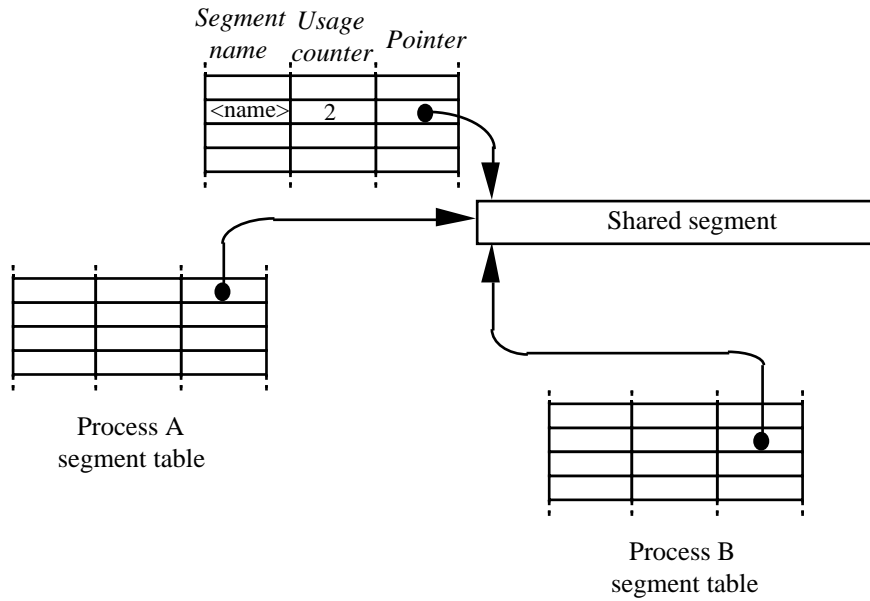 Segment name
Usage counter
Pointer
<name>
2
Shared segment
Process A
segment table
Process B
segment table